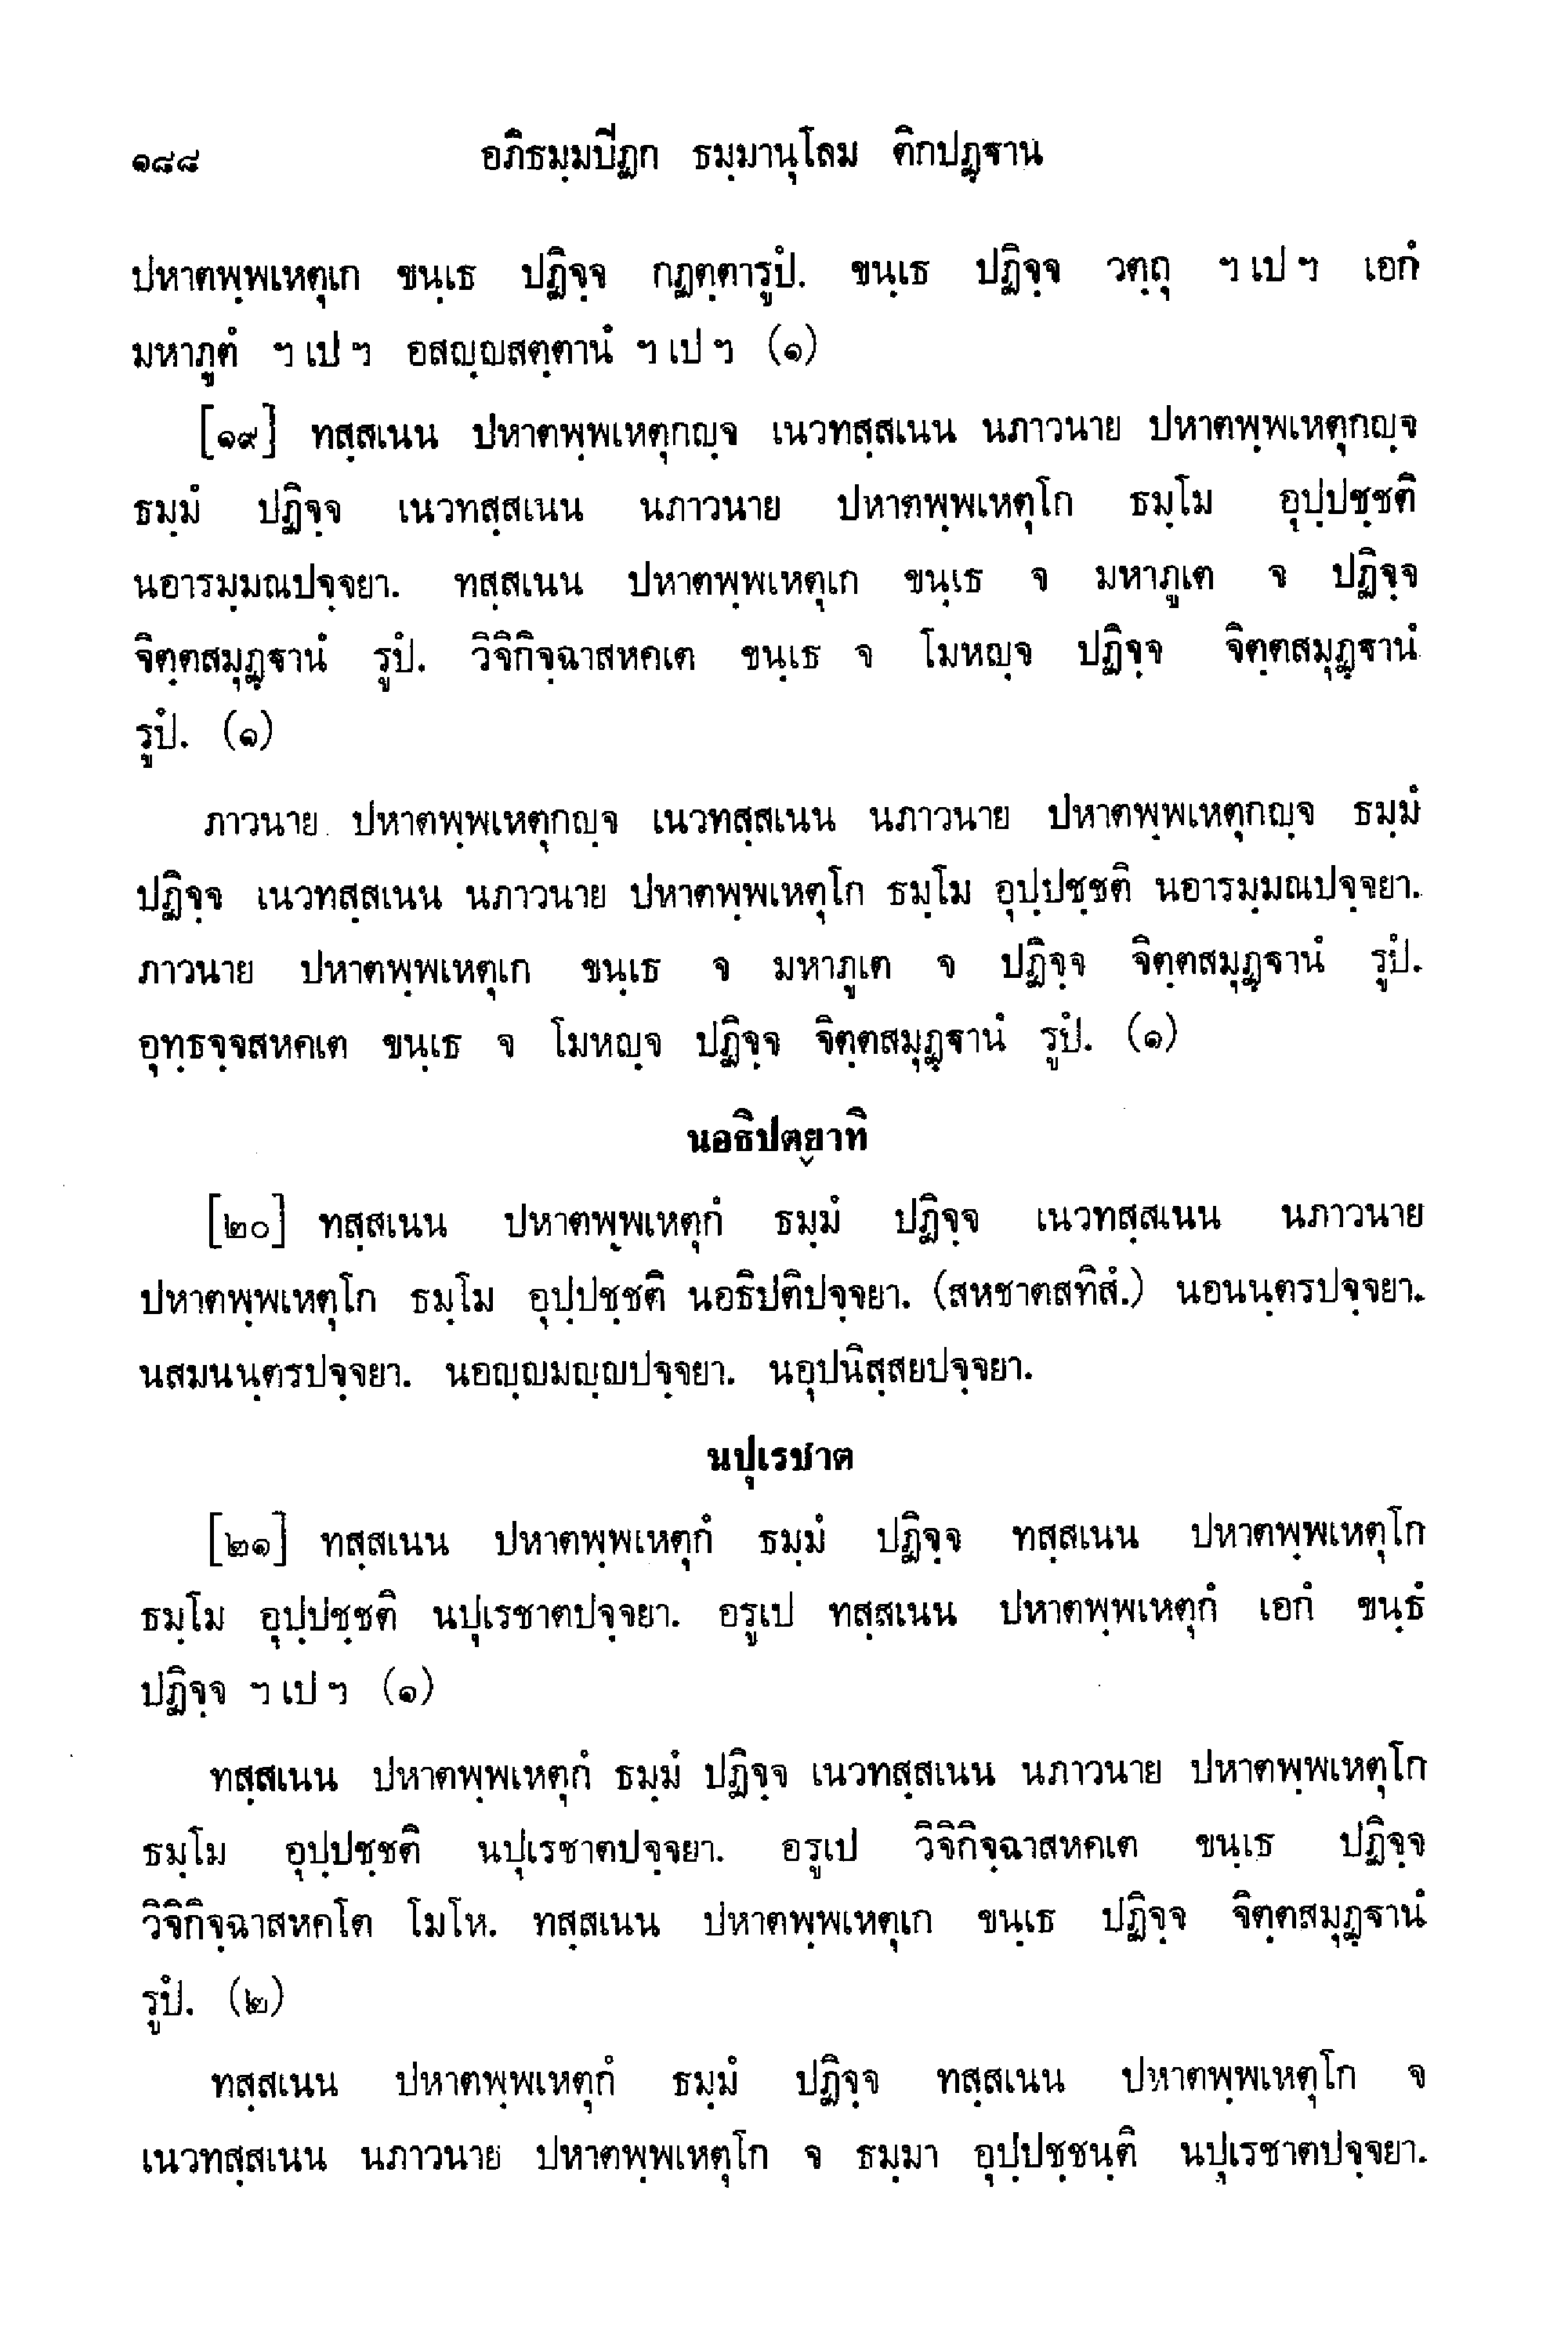 ๑๘๘ อภิธมฺมปิฏก ธมฺมานุโลม ติกปฏฺฐาน
ปหาตพฺพเหตุเก ขนฺเธ ปฏิจฺจ กฏตฺตารูปํ. ขนฺเธ ปฏิจฺจ วตฺถุ ฯ เป ฯ เอกํ
มหาภูตํ ฯ เป ฯ อสญฺญสตฺตานํ ฯ เป ฯ (๑)
[๑๙] ทสฺสเนน ปหาตพฺพเหตุกญฺจ เนวทสฺสเนน นภาวนาย ปหาตพฺพเหตุกญฺจ
ธมฺมํ ปฏิจฺจ เนวทสฺสเนน นภาวนาย ปหาตพฺพเหตุโก ธมฺโม อุปฺปชฺชติ
นอารมฺมณปจฺจยา. ทสฺสเนน ปหาตพฺพเหตุเก ขนฺเธ จ มหาภูเต จ ปฏิจฺจ
จิตฺตสมุฏฺฐานํ รูปํ. วิจิกิจฺฉาสหคเต ขนฺเธ จ โมหญฺจ ปฏิจฺจ จิตฺตสมุฏฺฐานํ
รูปํ. (๑)
ภาวนาย ปหาตพฺพเหตุกญฺจ เนวทสฺสเนน นภาวนาย ปหาตพฺพเหตุกญฺจ ธมฺมํ
ปฏิจฺจ เนวทสฺสเนน นภาวนาย ปหาตพฺพเหตุโก ธมฺโม อุปฺปชฺชติ นอารมฺมณปจฺจยา.
ภาวนาย ปหาตพฺพเหตุเก ขนฺเธ จ มหาภูเต จ ปฏิจฺจ จิตฺตสมุฏฺฐานํ รูปํ.
อุทฺธจฺจสหคเต ขนฺเธ จ โมหญฺจ ปฏิจฺจ จิตฺตสมุฏฺฐานํ รูปํ. (๑)
นอธิปตฺยาทิ
[๒๐] ทสฺสเนน ปหาตพฺพเหตุกํ ธมฺมํ ปฏิจฺจ เนวทสฺสเนน นภาวนาย
ปหาตพฺพเหตุโก ธมฺโม อุปฺปชฺชติ นอธิปติปจฺจยา. (สหชาตสทิสํ.) นอนนฺตรปจฺจยา.
นสมนนฺตรปจฺจยา. นอญฺญมญฺญปจฺจยา. นอุปนิสฺสยปจฺจยา.
นปุเรชาต
[๒๑] ทสฺสเนน ปหาตพฺพเหตุกํ ธมฺมํ ปฏิจฺจ ทสฺสเนน ปหาตพฺพเหตุโก
ธมฺโม อุปฺปชฺชติ นปุเรชาตปจฺจยา. อรูเป ทสฺสเนน ปหาตพฺพเหตุกํ เอกํ ขนฺธํ
ปฏิจฺจ ฯ เป ฯ (๑)
ทสฺสเนน ปหาตพฺพเหตุกํ ธมฺมํ ปฏิจฺจ เนวทสฺสเนน นภาวนาย ปหาตพฺพเหตุโก
ธมฺโม อุปฺปชฺชติ นปุเรชาตปจฺจยา. อรูเป วิจิกิจฺฉาสหคเต ขนฺเธ ปฏิจฺจ
วิจิกิจฺฉาสหคโต โมโห. ทสฺสเนน ปหาตพฺพเหตุเก ขนฺเธ ปฏิจฺจ จิตฺตสมุฏฺฐานํ
รูปํ. (๒)
ทสฺสเนน ปหาตพฺพเหตุกํ ธมฺมํ ปฏิจฺจ ทสฺสเนน ปหาตพฺพเหตุโก จ
เนวทสฺสเนน นภาวนาย ปหาตพฺพเหตุโก จ ธมฺมา อุปฺปชฺชนฺติ นปุเรชาตปจฺจยา.